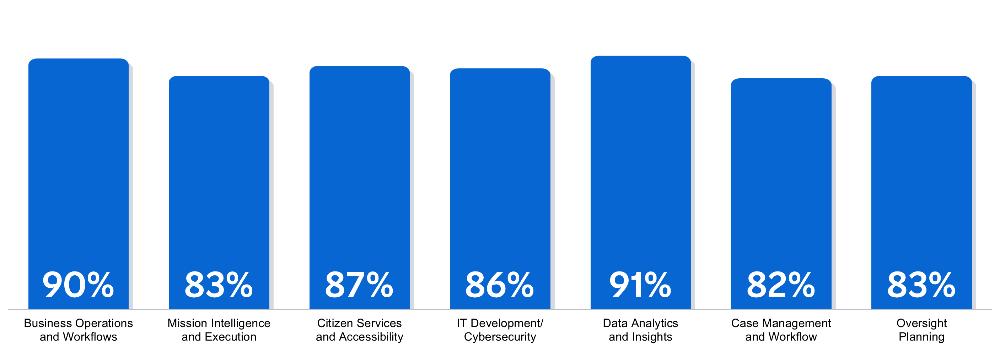 90%
83%
87%
86%
91%
82%
83%
Business Operations
and Workflows
Mission Intelligence
and Execution
Citizen Services
and Accessibility
IT Development/
Cybersecurity
Data Analytics
and Insights
Case Management
and Workflow
Oversight
Planning